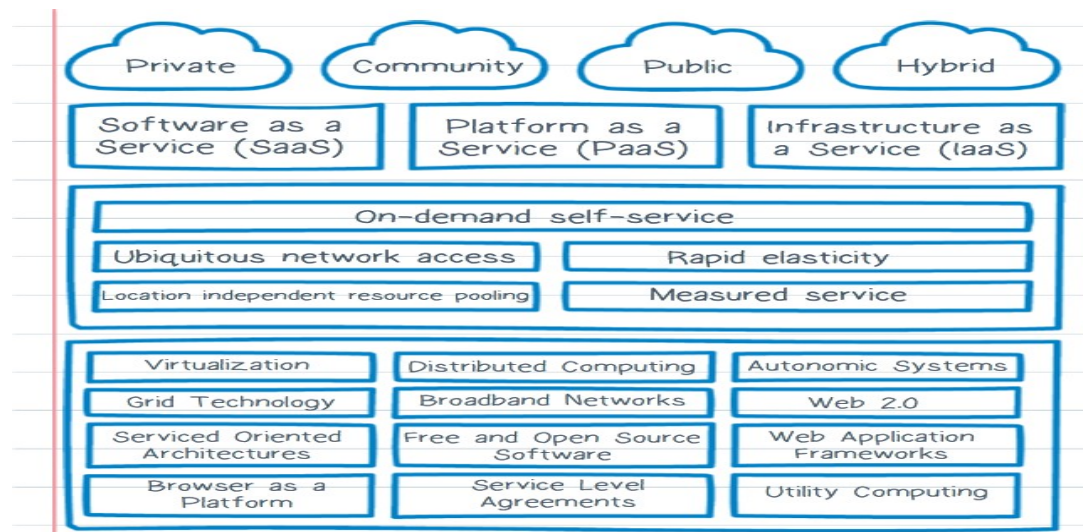 Private
Community
Public
Hybrid
Software as a
Service (SaaS)
Platform as a
Service (PaaS)
Infrastructure as
a Service (IaaS)
On-demand self-service
Ubiquitous network access
Rapid elasticity
Location independent resource pooling
Measured service
Virtualization
Distributed Computing
Autonomic Systems
Grid Technology
Broadband Networks
Web 2.0
Serviced Oriented
Architectures
Free and Open Source
Software
Web Application
Frameworks
Browser as a
Platform
Service Level
Agreements
Utility Computing